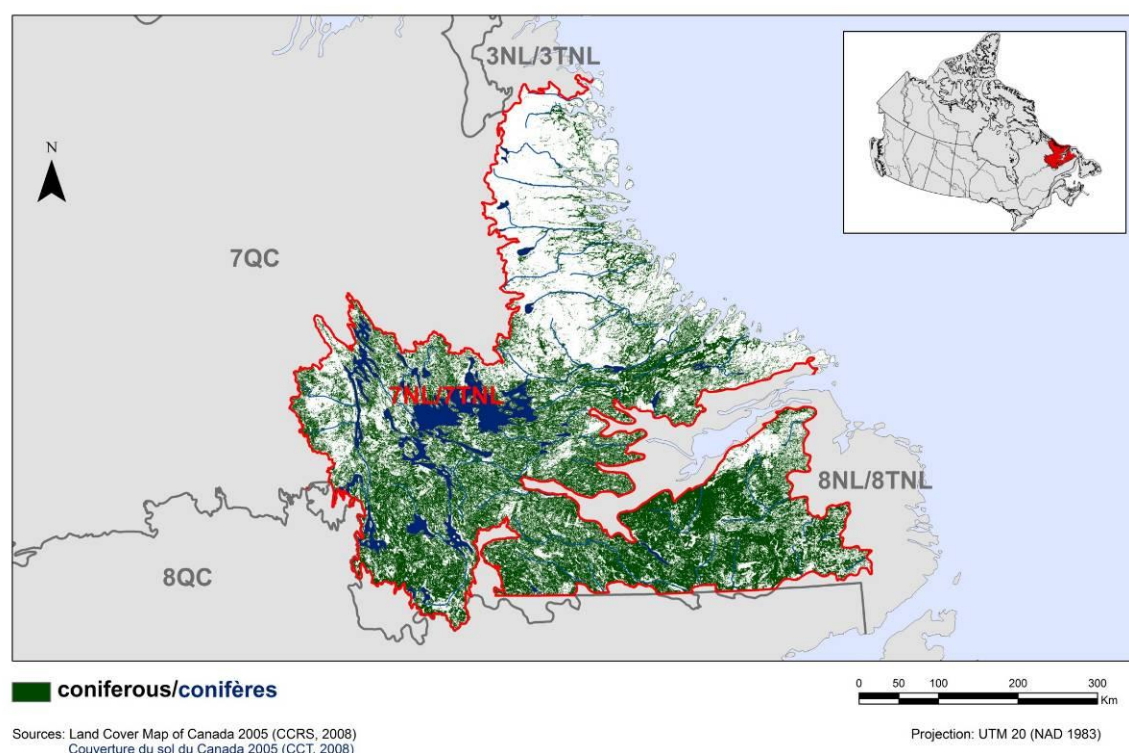 3NL/3TNL
N
7QC
7NL/7TNL
8NL/8TNL
8QC
coniferous/conifères
0 50 100 200 300
Km
Sources: Land Cover Map of Canada 2005 (CCRS, 2008)
Couverture du sol du Canada 2005 (CCT, 2008)
Projection: UTM 20 (NAD 1983)